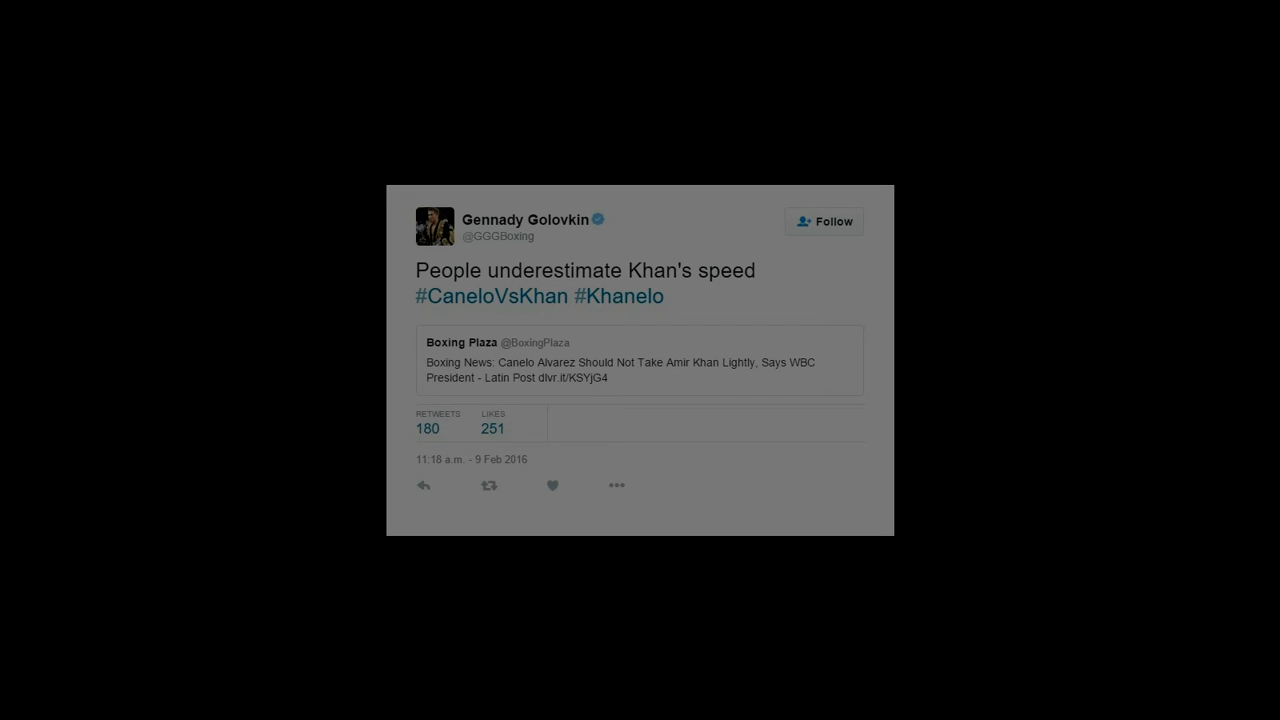 Gennady Golovkin
@GGGBoxing
Follow
People underestimate Khan's speed
#CaneloVsKhan #Khanelo
Boxing Plaza @BoxingPlaza
Boxing News: Canelo Alvarez Should Not Take Amir Khan Lightly, Says WBC
President - Latin Post dlvr.it/KSYjG4
RETWEETS LIKES
180 251
11:18 a.m. - 9 Feb 2016